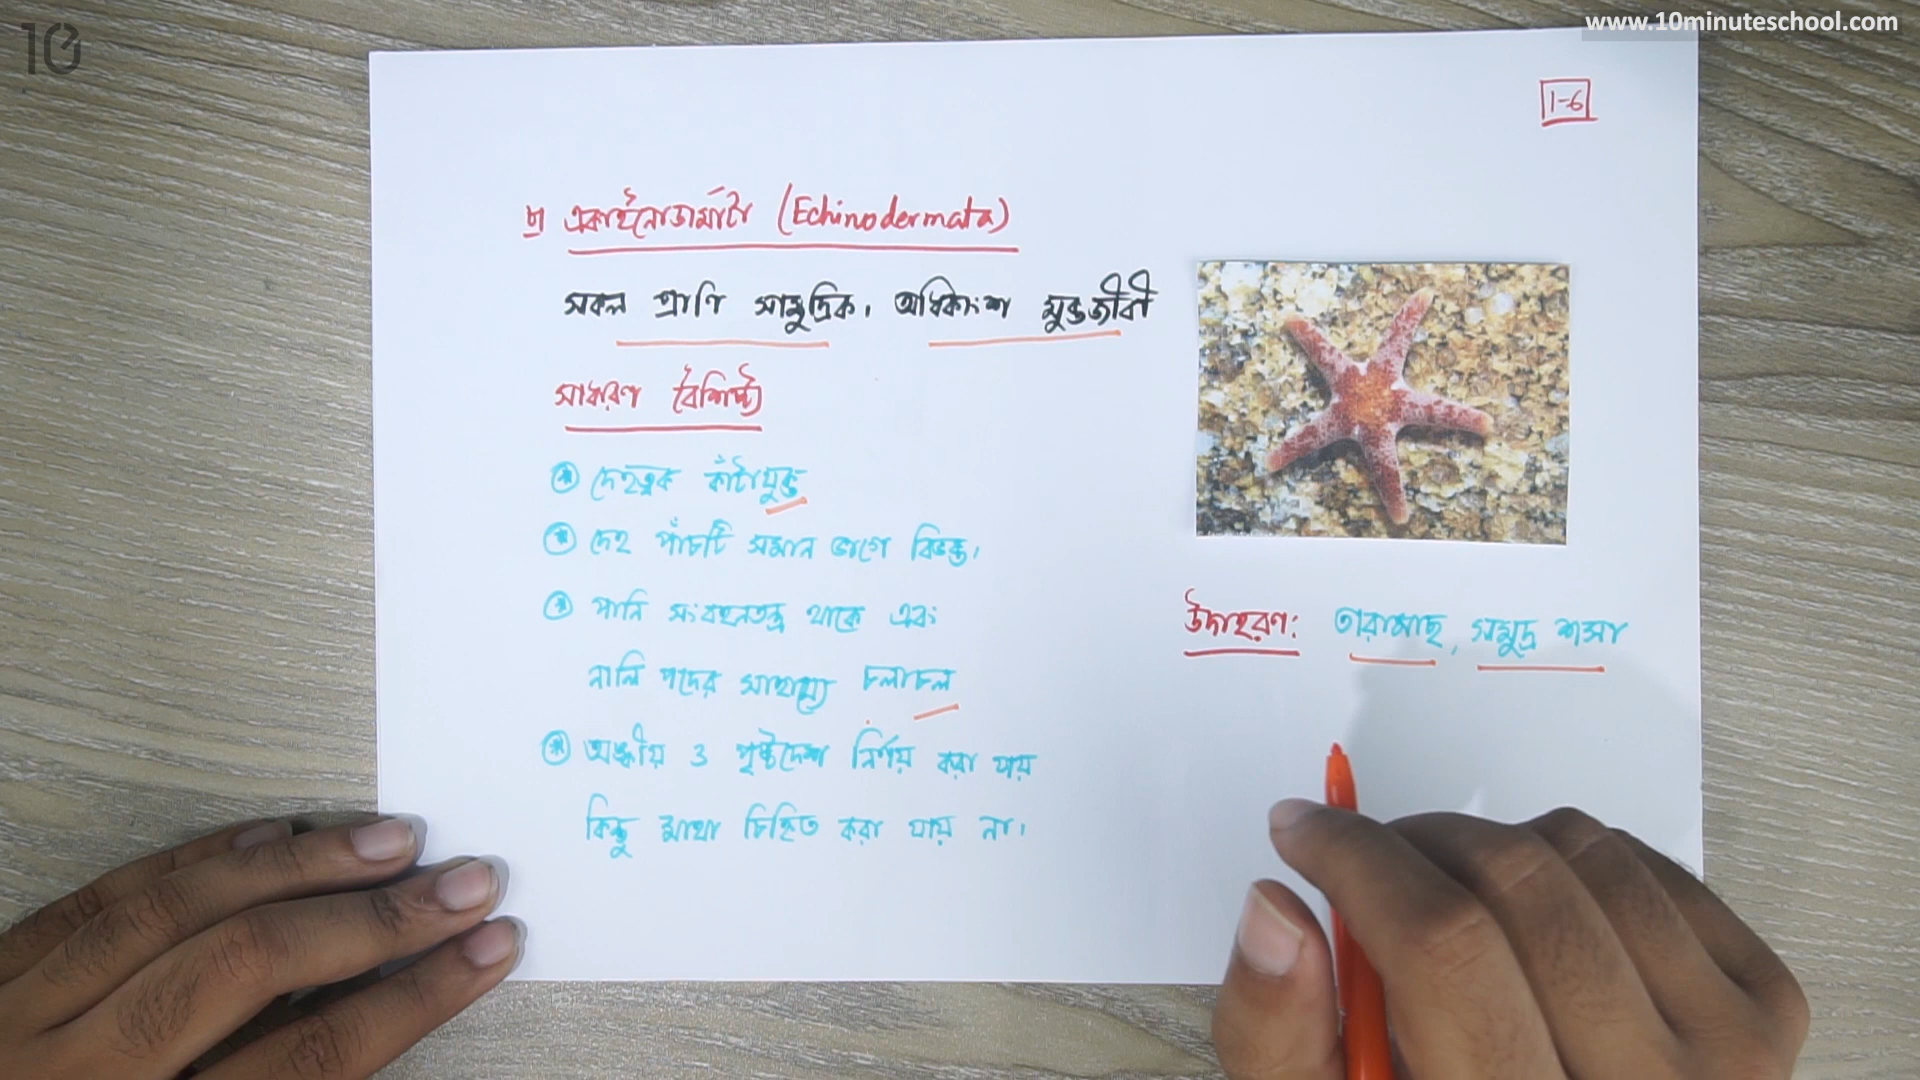 10
www.10minuteschool.com
1-6
চ) একাইনোডার্মাটা (Echinodermata)
সকল প্রাণি সামুদ্রিক। অধিকাংশ মুক্তজীবী
সাধারণ বৈশিষ্ট্য
দেহত্বক কাঁটাযুক্ত
দেহ পাঁচটি সমান ভাগে বিভক্ত।
পানি সংবহনতন্ত্র থাকে এবং
নালি পদের সাহায্যে চলাচল
অঙ্কীয় ও পৃষ্ঠদেশ নির্ণয় করা যায়
কিন্তু মাথা চিহ্নিত করা যায় না।
উদাহরণ: তারামাছ, সমুদ্র শসা